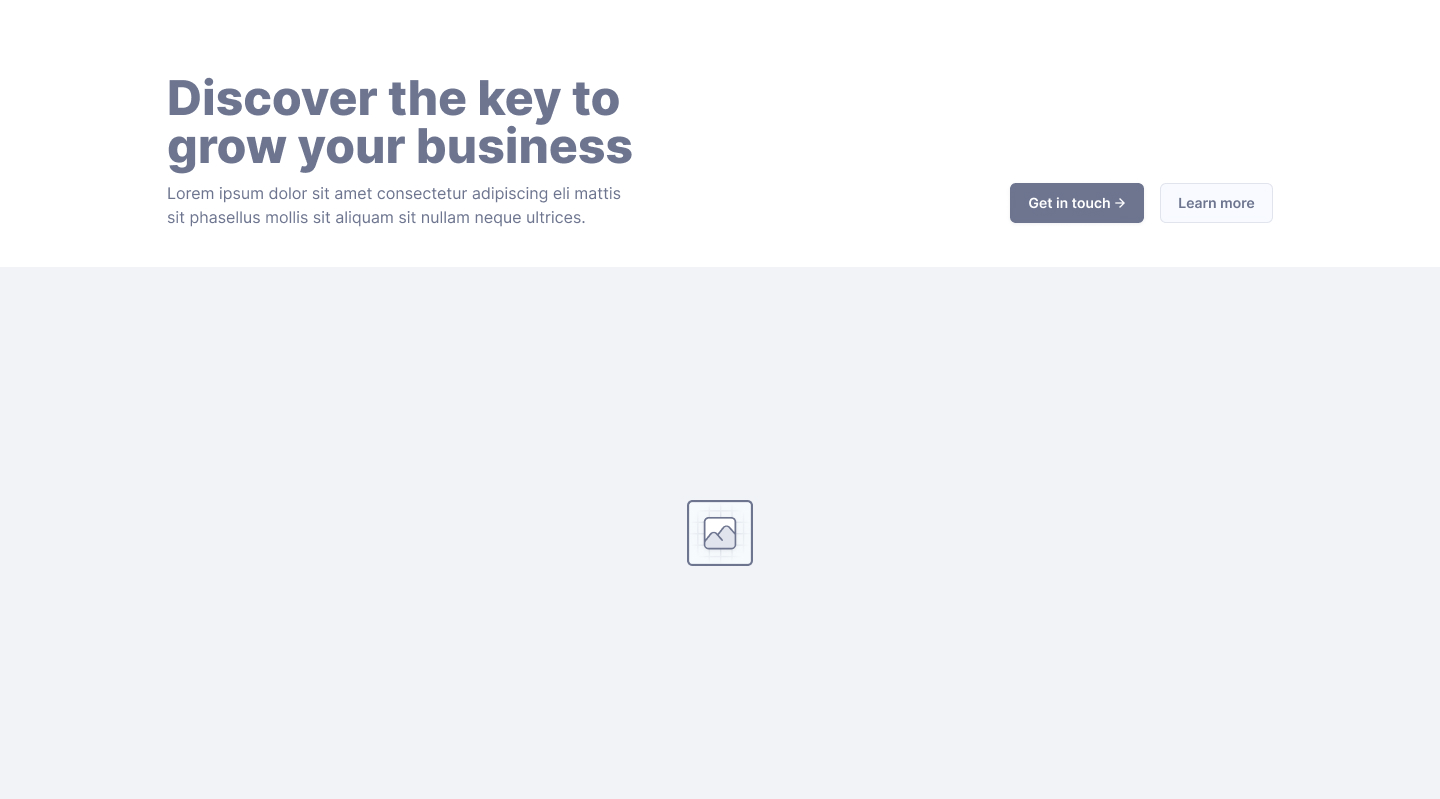 Discover the key to
grow your business
Lorem ipsum dolor sit amet consectetur adipiscing eli mattis
sit phasellus mollis sit aliquam sit nullam neque ultrices.
Get in touch →
Learn more